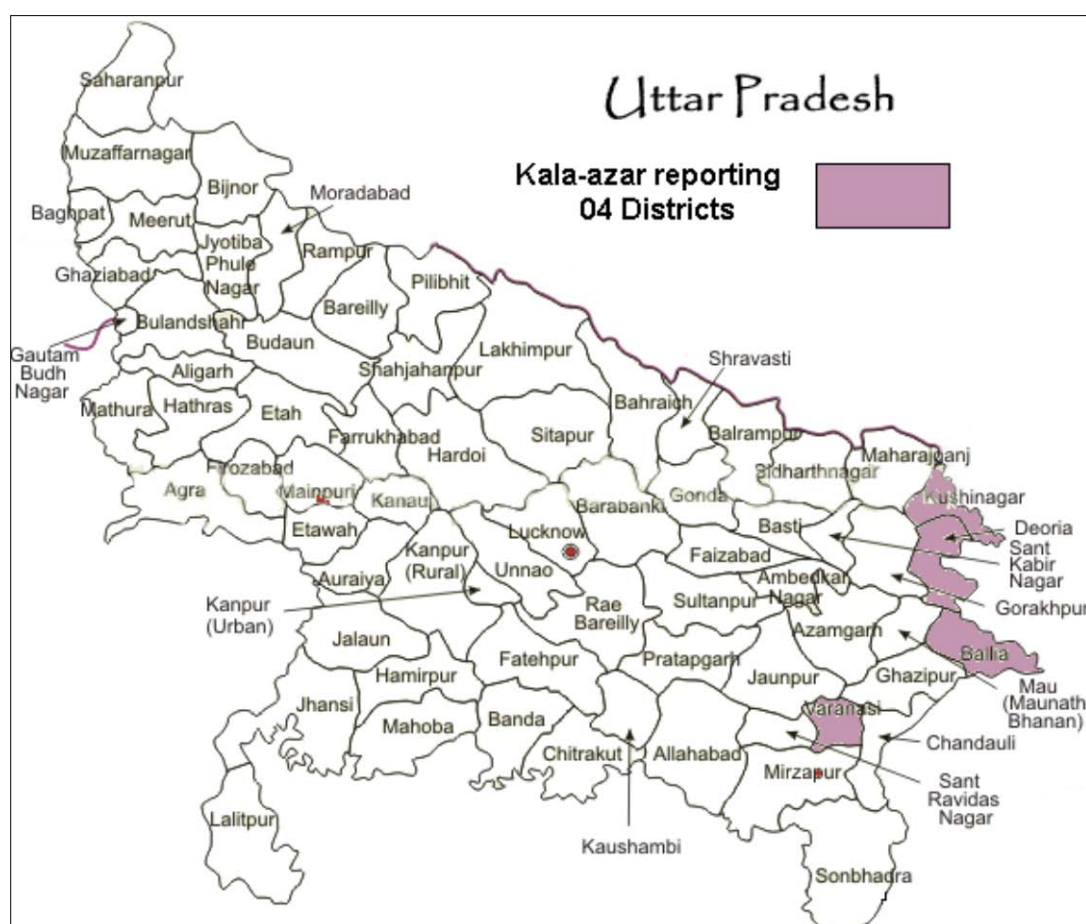 Uttar Pradesh
Kala-azar reporting
04 Districts
Saharanpur
Muzaffarnagar
Bijnor
Moradabad
Baghpat
Meerut
Jyotiba
Phule
Nagar
Rampur
Ghaziabad
Bareilly
Pilibhit
Bulandshahr
Budaun
Gautam
Budh
Nagar
Aligarh
Shahjahanpur
Lakhimpur
Shravasti
Bahraich
Mathura
Hathras
Etah
Farrukhabad
Hardoi
Sitapur
Balrampur
Sidharthnagar
Maharajganj
Firozabad
Agra
Mainpuri
Kanauj
Barabanki
Gonda
Kushinagar
Etawah
Lucknow
Basti
Deoria
Kanpur
(Rural)
Unnao
Faizabad
Sant
Kabir
Nagar
Auraiya
Ambedkar
Nagar
Gorakhpur
Kanpur
(Urban)
Rae
Bareilly
Sultanpur
Azamgarh
Jalaun
Fatehpur
Pratapgarh
Ballia
Hamirpur
Jaunpur
Ghazipur
Mau
(Maunath
Bhanan)
Jhansi
Mahoba
Banda
Varanasi
Chitrakut
Allahabad
Chandauli
Mirzapur
Sant
Ravidas
Nagar
Lalitpur
Kaushambi
Sonbhadra